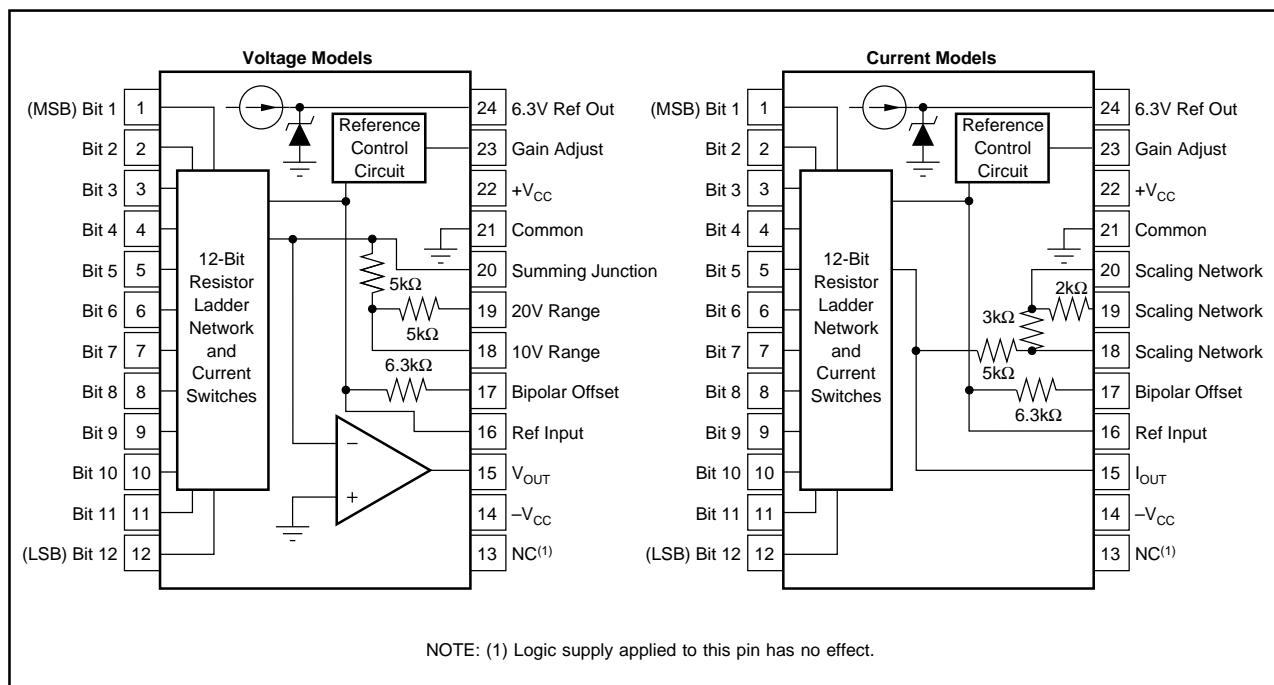 Voltage Models
(MSB) Bit 1
Bit 2
Bit 3
Bit 4
Bit 5
Bit 6
Bit 7
Bit 8
Bit 9
Bit 10
Bit 11
(LSB) Bit 12
1
2
3
4
5
6
7
8
9
10
11
12
12-Bit
Resistor
Ladder
Network
and
Current
Switches
Reference
Control
Circuit
5kΩ
5kΩ
6.3kΩ
–
+
24 6.3V Ref Out
23 Gain Adjust
22 +VCC
21 Common
20 Summing Junction
19 20V Range
18 10V Range
17 Bipolar Offset
16 Ref Input
15 VOUT
14 –VCC
13 NC(1)
Current Models
(MSB) Bit 1
Bit 2
Bit 3
Bit 4
Bit 5
Bit 6
Bit 7
Bit 8
Bit 9
Bit 10
Bit 11
(LSB) Bit 12
1
2
3
4
5
6
7
8
9
10
11
12
12-Bit
Resistor
Ladder
Network
and
Current
Switches
Reference
Control
Circuit
2kΩ
3kΩ
5kΩ
6.3kΩ
24 6.3V Ref Out
23 Gain Adjust
22 +VCC
21 Common
20 Scaling Network
19 Scaling Network
18 Scaling Network
17 Bipolar Offset
16 Ref Input
15 IOUT
14 –VCC
13 NC(1)
NOTE: (1) Logic supply applied to this pin has no effect.